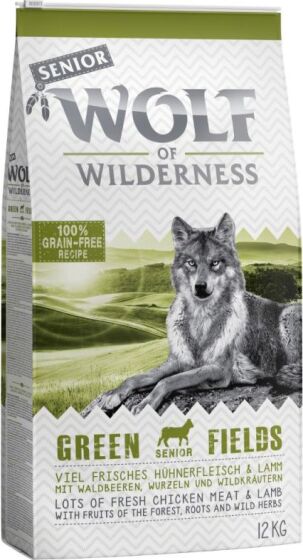 SENIOR
WOLF
OF
WILDERNESS
100%
GRAIN-FREE
RECIPE
GREEN SENIOR FIELDS
VIEL FRISCHES HÜHNERFLEISCH & LAMM
MIT WALDBEEREN, WURZELN UND WILDKRÄUTERN
LOTS OF FRESH CHICKEN MEAT & LAMB
WITH FRUITS OF THE FOREST, ROOTS AND WILD HERBS
12 KG